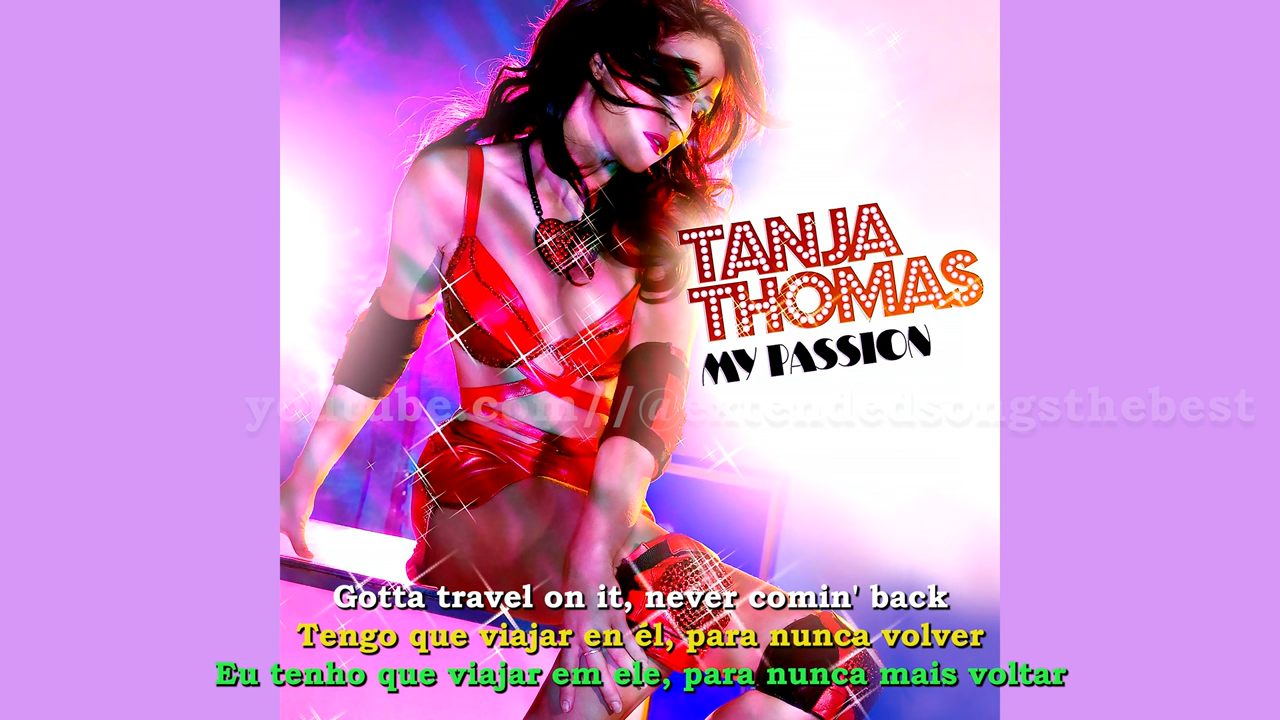 TANJA
THOMAS
MY PASSION
youtube.com//@extendedsongsthebest
Gotta travel on it, never comin' back
Tengo que viajar en él, para nunca volver
Eu tenho que viajar em ele, para nunca mais voltar